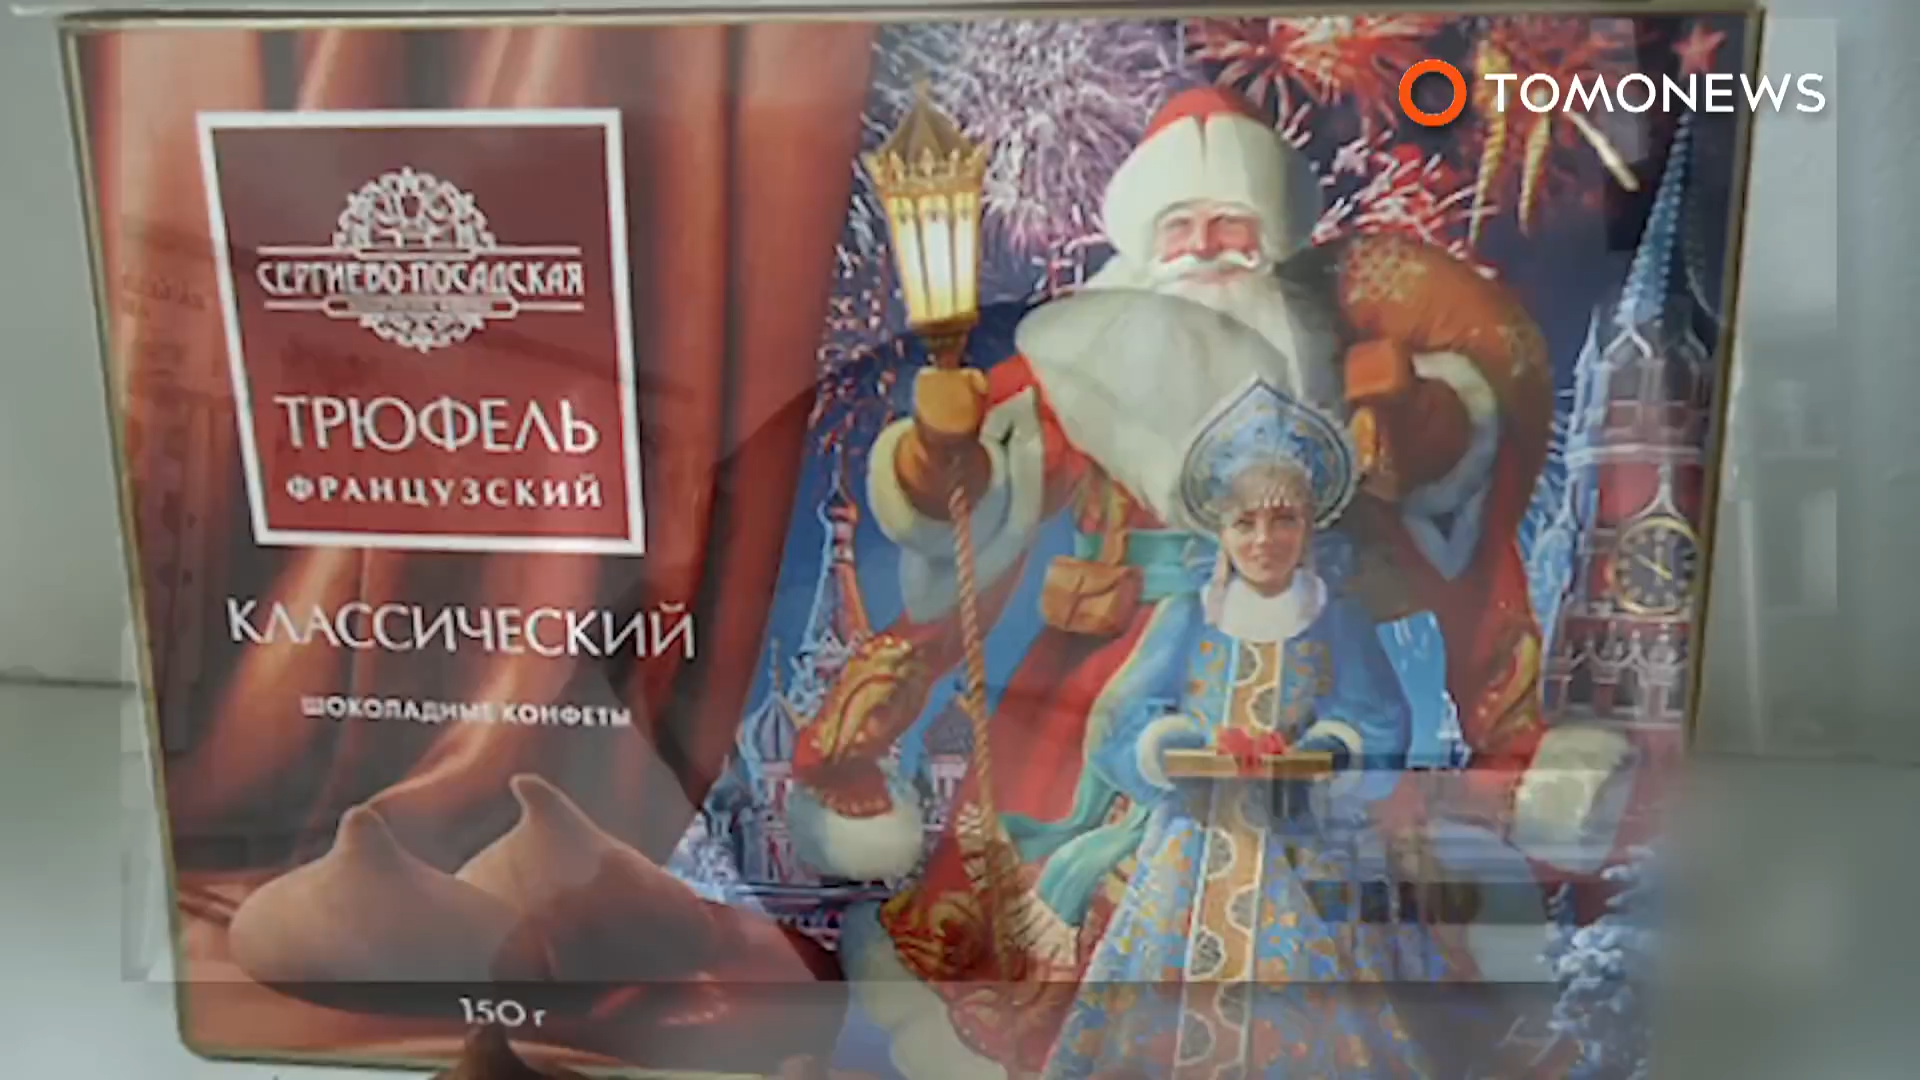 TOMONEWS
СЕРГИЕВО-ПОСАДСКАЯ
ТРЮФЕЛЬ
ФРАНЦУЗСКИЙ
КЛАССИЧЕСКИЙ
ШОКОЛАДНЫЕ КОНФЕТЫ
150 г